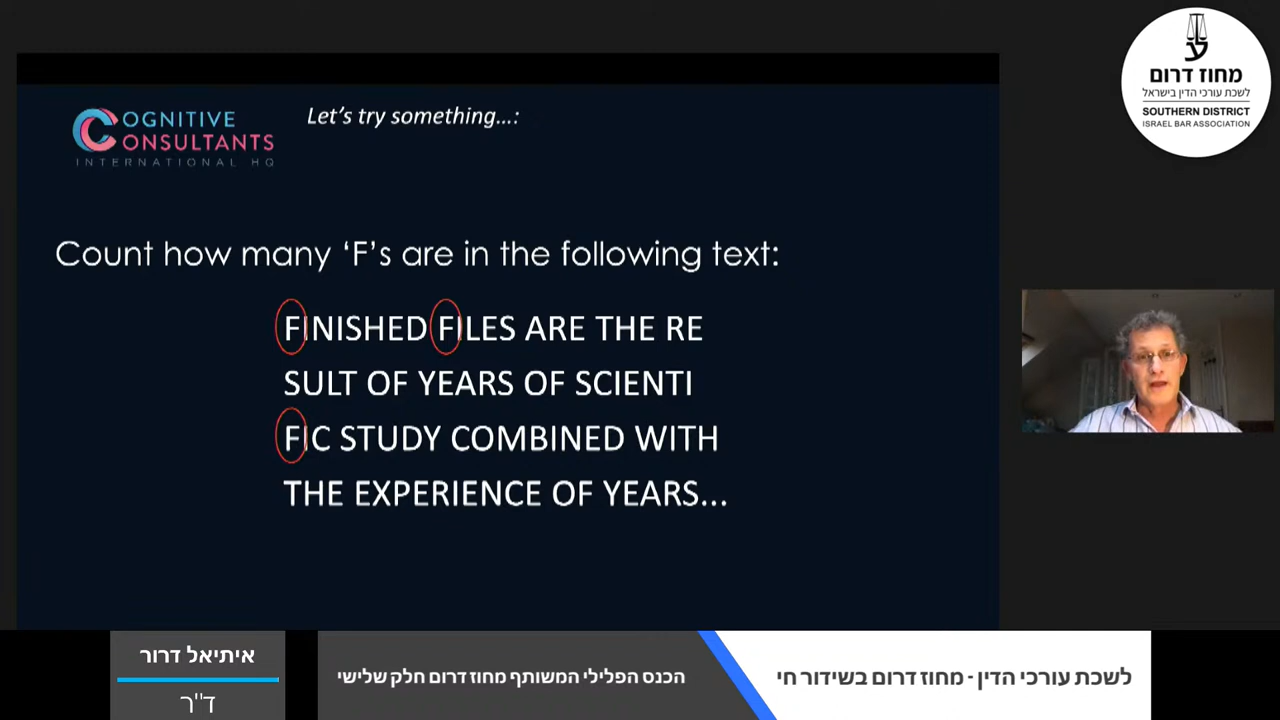 COGNITIVE
CONSULTANTS
INTERNATIONAL HQ
Let's try something...:
Count how many ‘F’s are in the following text:
FINISHED FILES ARE THE RE
SULT OF YEARS OF SCIENTI
FIC STUDY COMBINED WITH
THE EXPERIENCE OF YEARS...
מחוז דרום
לשכת עורכי הדין בישראל
SOUTHERN DISTRICT
ISRAEL BAR ASSOCIATION
איתיאל דרור
ד"ר
הכנס הפלילי המשותף מחוז דרום חלק שלישי
לשכת עורכי הדין - מחוז דרום בשידור חי